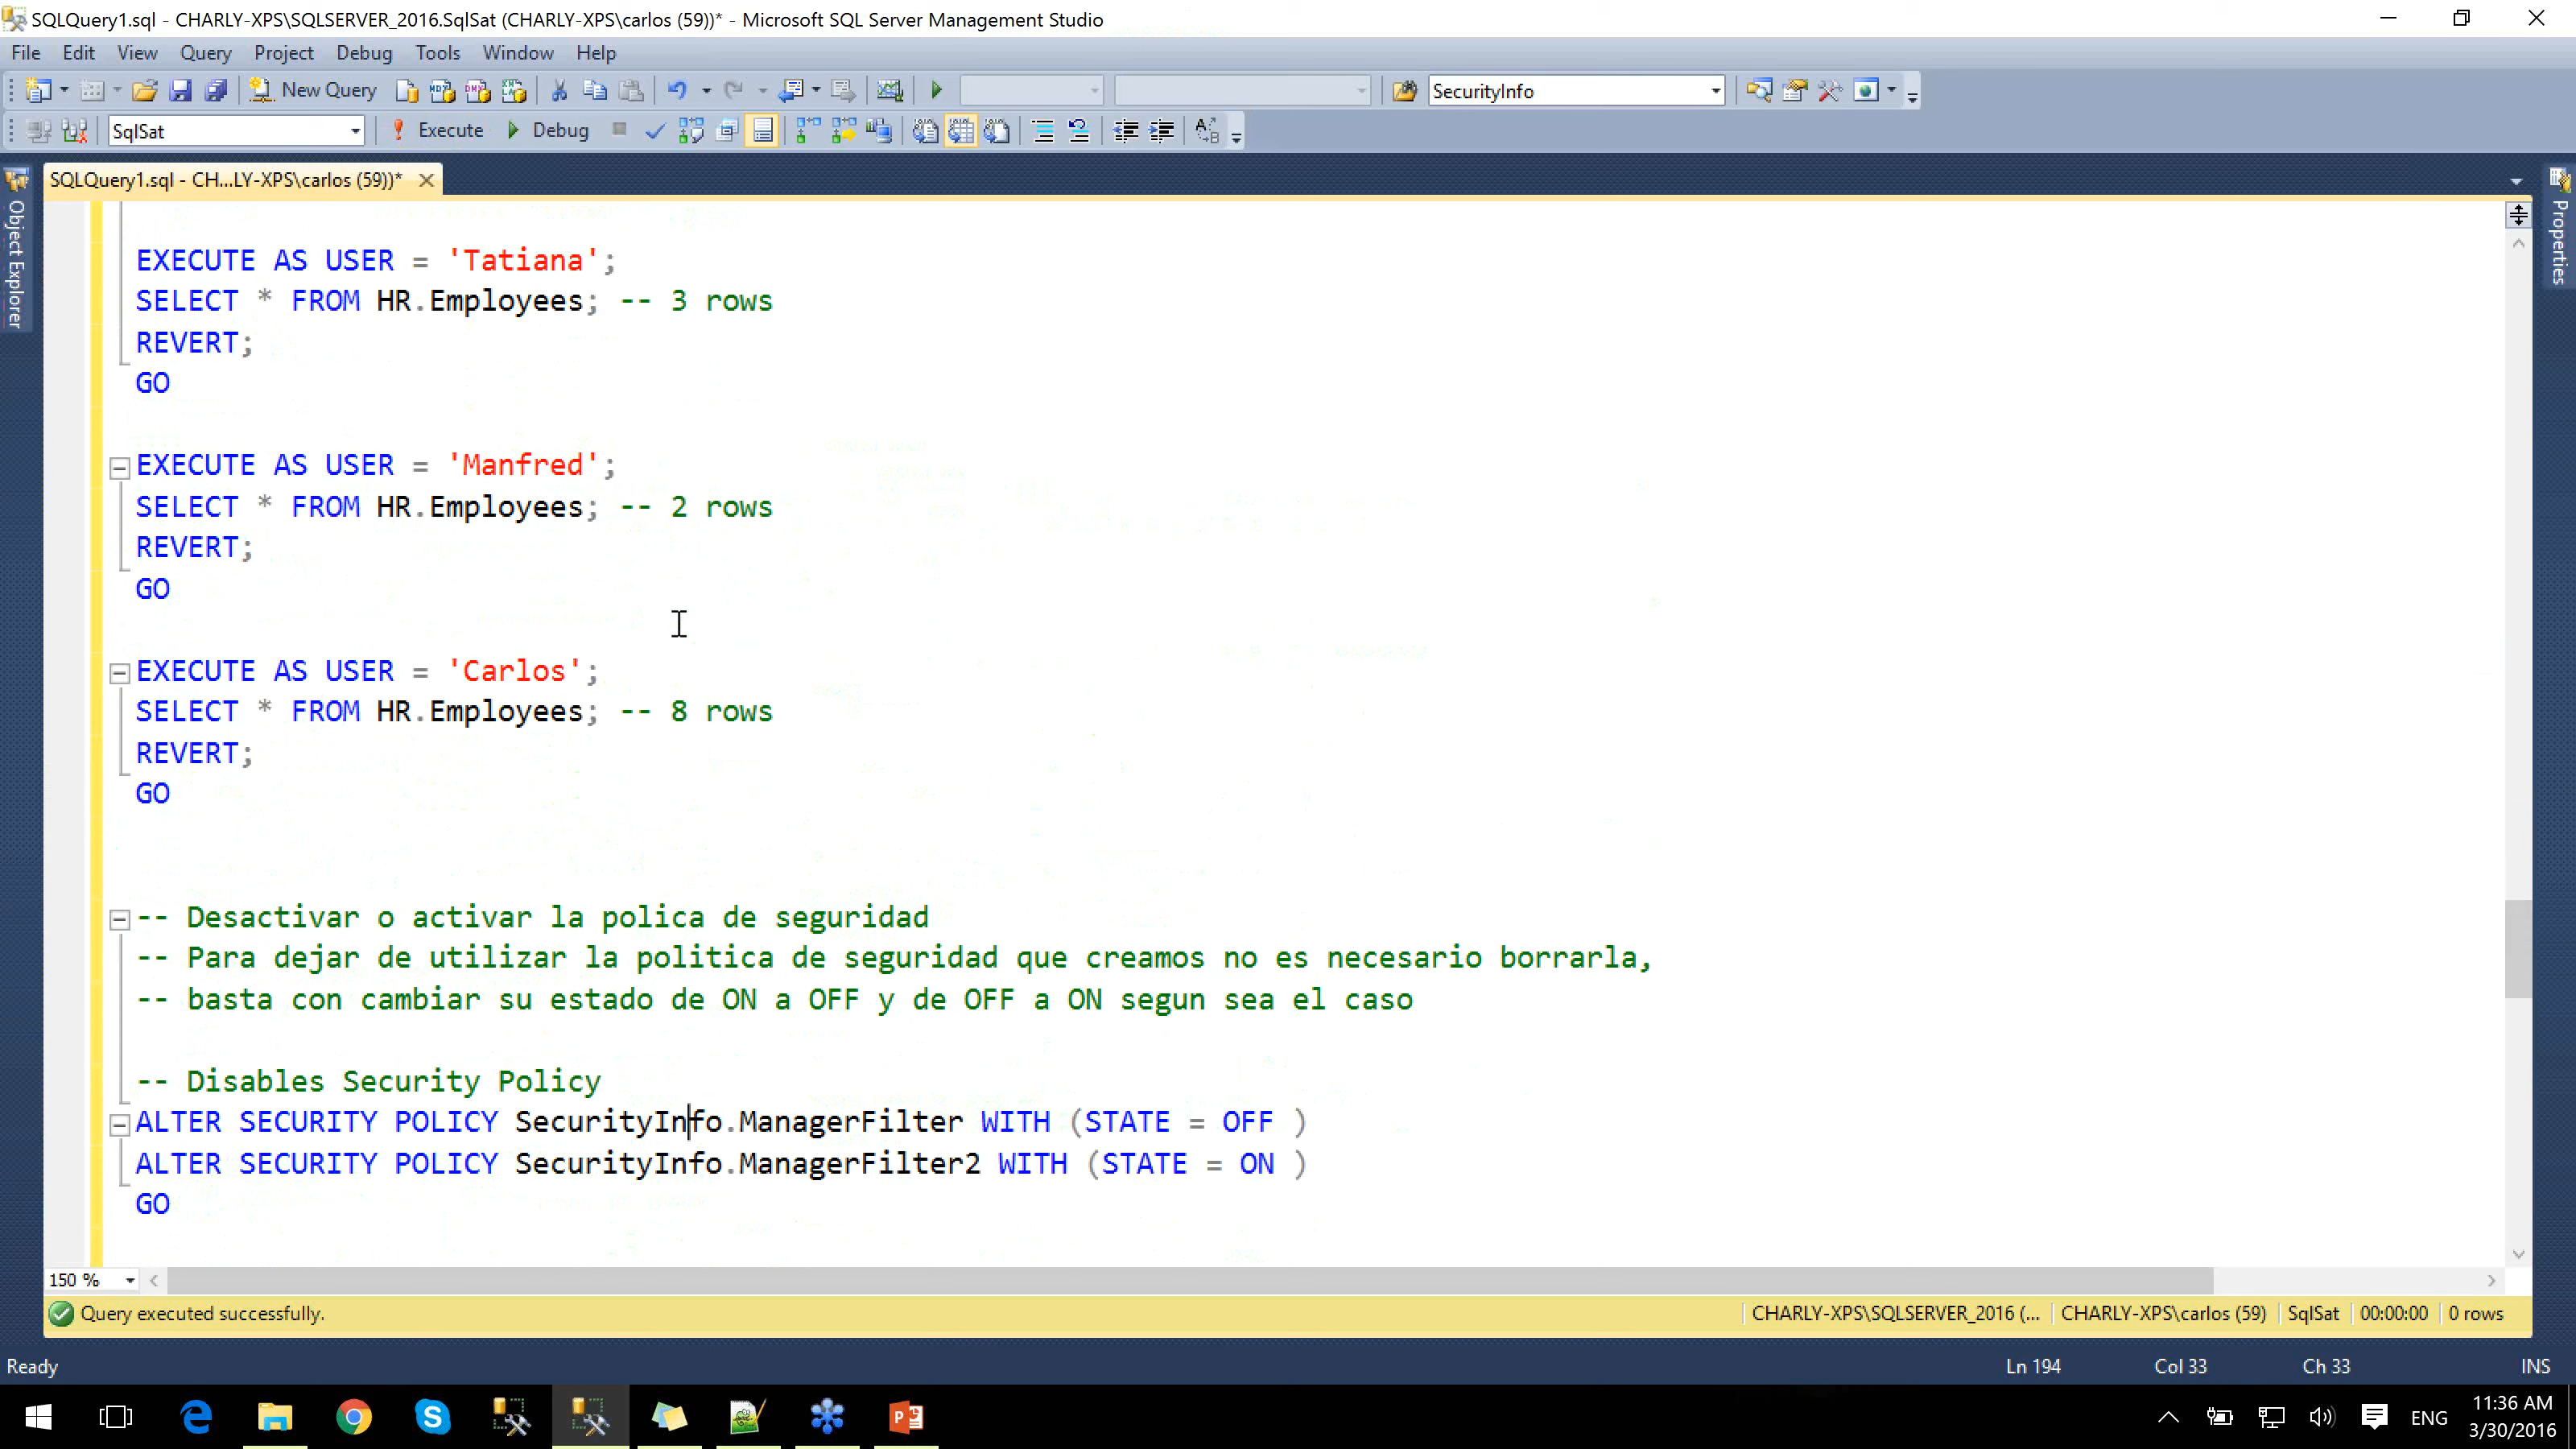 SQLQuery1.sql - CHARLY-XPS\SQLSERVER_2016.SqlSat (CHARLY-XPS\carlos (59))* - Microsoft SQL Server Management Studio
File Edit View Query Project Debug Tools Window Help
New Query SecurityInfo
SqlSat Execute Debug
SQLQuery1.sql - CH...LY-XPS\carlos (59))*
Object Explorer
Properties
EXECUTE AS USER = 'Tatiana';
SELECT * FROM HR.Employees; -- 3 rows
REVERT;
GO
EXECUTE AS USER = 'Manfred';
SELECT * FROM HR.Employees; -- 2 rows
REVERT;
GO
EXECUTE AS USER = 'Carlos';
SELECT * FROM HR.Employees; -- 8 rows
REVERT;
GO
-- Desactivar o activar la polica de seguridad
-- Para dejar de utilizar la politica de seguridad que creamos no es necesario borrarla,
-- basta con cambiar su estado de ON a OFF y de OFF a ON segun sea el caso
-- Disables Security Policy
ALTER SECURITY POLICY SecurityInfo.ManagerFilter WITH (STATE = OFF )
ALTER SECURITY POLICY SecurityInfo.ManagerFilter2 WITH (STATE = ON )
GO
150 %
Query executed successfully. CHARLY-XPS\SQLSERVER_2016 (... CHARLY-XPS\carlos (59) SqlSat 00:00:00 0 rows
Ready Ln 194 Col 33 Ch 33 INS
ENG 11:36 AM
3/30/2016